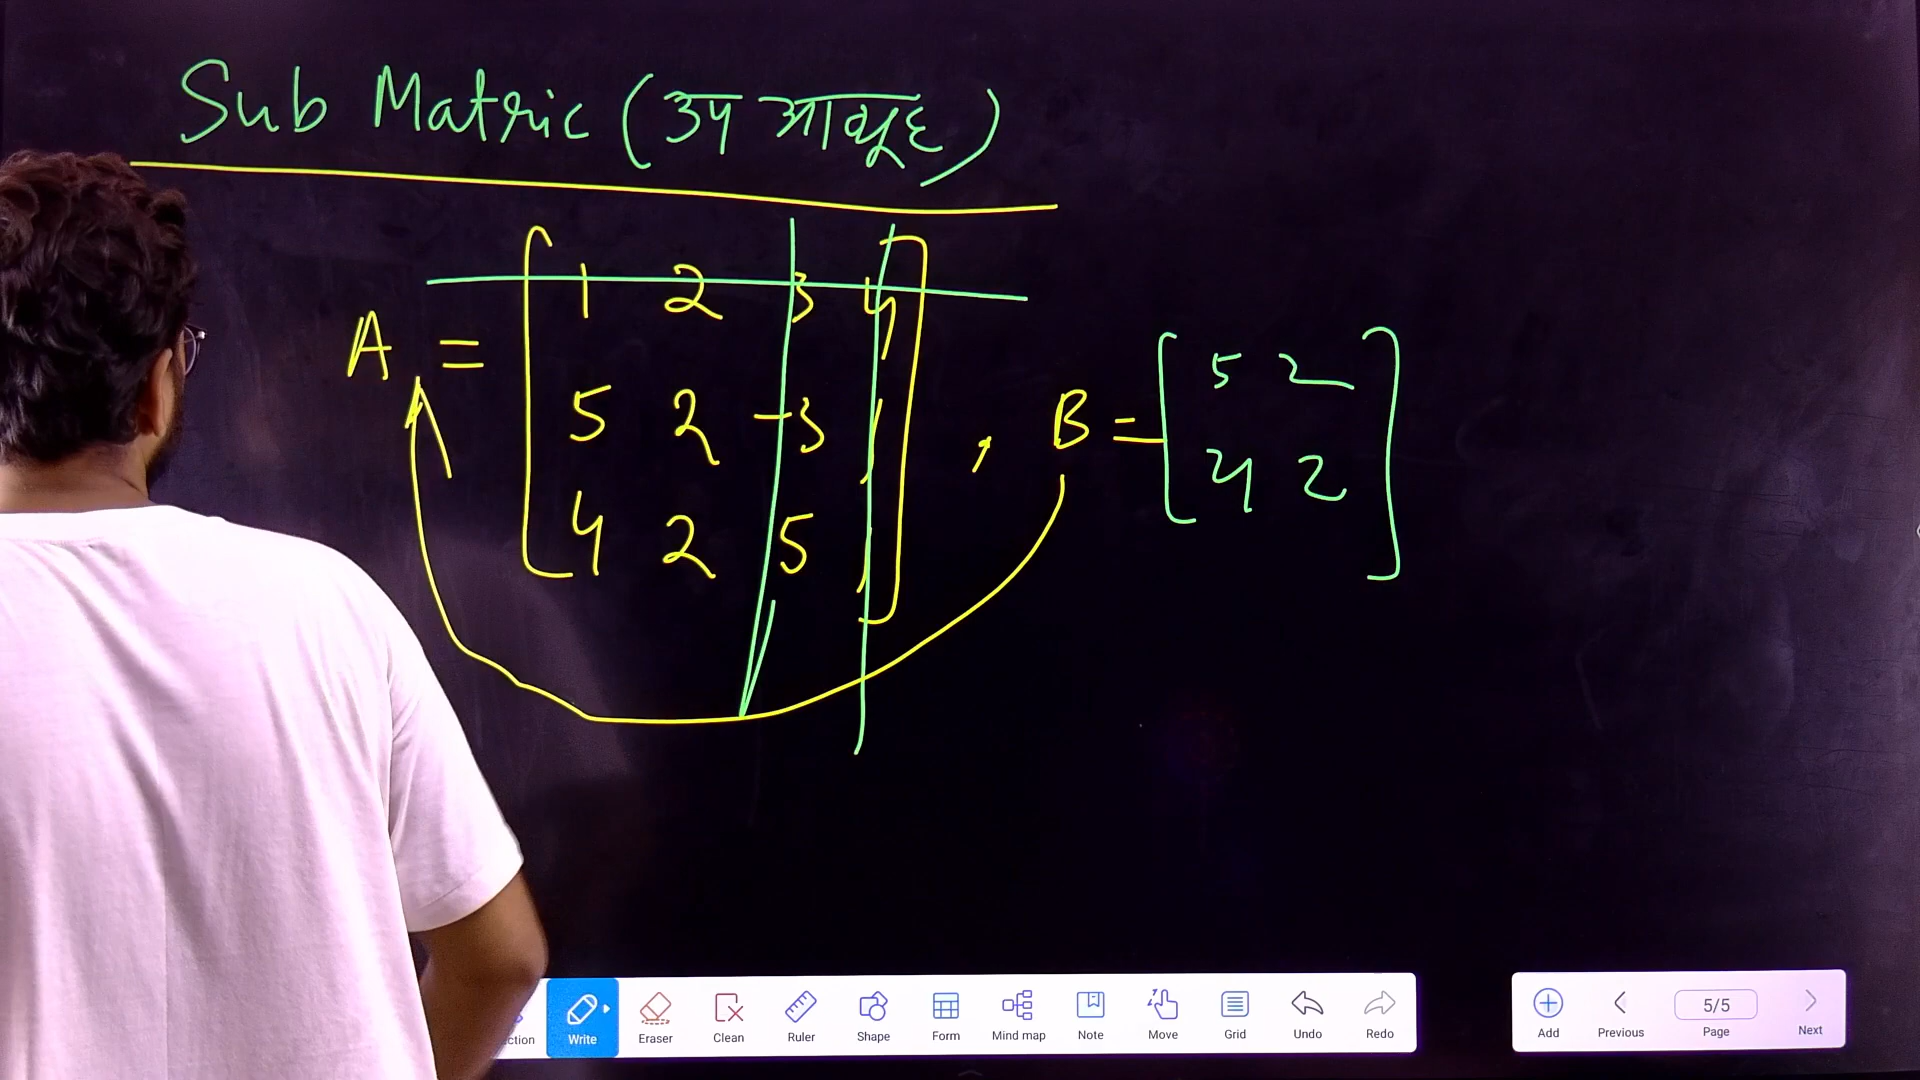 Sub Matric (उप आव्यूह)
A = [1 2 3 4
5 2 -3 1
4 2 5 1] , B = [5 2
4 2]
Write Eraser Clean Ruler Shape Form Mind map Note Move Grid Undo Redo Add Previous 5/5 Page Next